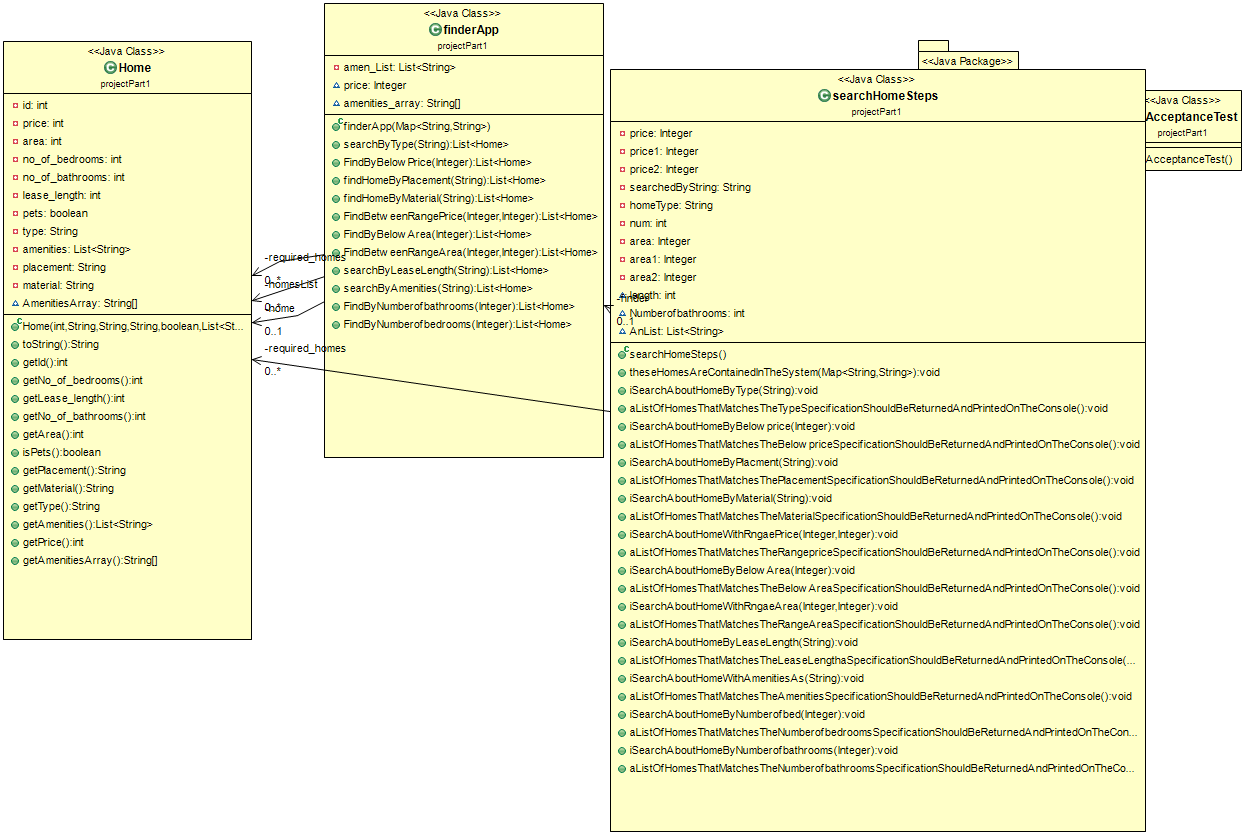 <<Java Class>>
Home
projectPart1
id: int
price: int
area: int
no_of_bedrooms: int
no_of_bathrooms: int
lease_length: int
pets: boolean
type: String
amenities: List<String>
placement: String
material: String
AmenitiesArray: String[]
Home(int,String,String,String,boolean,List<St...
toString():String
getId():int
getNo_of_bedrooms():int
getLease_length():int
getNo_of_bathrooms():int
getArea():int
isPets():boolean
getPlacement():String
getMaterial():String
getType():String
getAmenities():List<String>
getPrice():int
getAmenitiesArray():String[]
-required_homes
0..*
-homesList
0..*
-home
0..1
-required_homes
0..*
<<Java Class>>
finderApp
projectPart1
amen_List: List<String>
price: Integer
amenities_array: String[]
finderApp(Map<String,String>)
searchByType(String):List<Home>
FindByBelowPrice(Integer):List<Home>
findHomeByPlacement(String):List<Home>
findHomeByMaterial(String):List<Home>
FindBetweenRangePrice(Integer,Integer):List<Home>
FindByBelowArea(Integer):List<Home>
FindBetweenRangeArea(Integer,Integer):List<Home>
searchByLeaseLength(String):List<Home>
searchByAmenities(String):List<Home>
FindByNumberofbathrooms(Integer):List<Home>
FindByNumberofbedrooms(Integer):List<Home>
-finder
0..1
<<Java Package>>
<<Java Class>>
searchHomeSteps
projectPart1
price: Integer
price1: Integer
price2: Integer
searchedByString: String
homeType: String
num: int
area: Integer
area1: Integer
area2: Integer
length: int
Numberofbathrooms: int
AnList: List<String>
searchHomeSteps()
theseHomesAreContainedInTheSystem(Map<String,String>):void
iSearchAboutHomeByType(String):void
aListOfHomesThatMatchesTheTypeSpecificationShouldBeReturnedAndPrintedOnTheConsole():void
iSearchAboutHomeByBelowprice(Integer):void
aListOfHomesThatMatchesTheBelowpriceSpecificationShouldBeReturnedAndPrintedOnTheConsole():void
iSearchAboutHomeByPlacment(String):void
aListOfHomesThatMatchesThePlacementSpecificationShouldBeReturnedAndPrintedOnTheConsole():void
iSearchAboutHomeByMaterial(String):void
aListOfHomesThatMatchesTheMaterialSpecificationShouldBeReturnedAndPrintedOnTheConsole():void
iSearchAboutHomeWithRngaePrice(Integer,Integer):void
aListOfHomesThatMatchesTheRangepriceSpecificationShouldBeReturnedAndPrintedOnTheConsole():void
iSearchAboutHomeByBelowArea(Integer):void
aListOfHomesThatMatchesTheBelowAreaSpecificationShouldBeReturnedAndPrintedOnTheConsole():void
iSearchAboutHomeWithRngaeArea(Integer,Integer):void
aListOfHomesThatMatchesTheRangeAreaSpecificationShouldBeReturnedAndPrintedOnTheConsole():void
iSearchAboutHomeByLeaseLength(String):void
aListOfHomesThatMatchesTheLeaseLengthaSpecificationShouldBeReturnedAndPrintedOnTheConsole(...
iSearchAboutHomeWithAmenitiesAs(String):void
aListOfHomesThatMatchesTheAmenitiesSpecificationShouldBeReturnedAndPrintedOnTheConsole():void
iSearchAboutHomeByNumberofbed(Integer):void
aListOfHomesThatMatchesTheNumberofbedroomsSpecificationShouldBeReturnedAndPrintedOnTheCon...
iSearchAboutHomeByNumberofbathrooms(Integer):void
aListOfHomesThatMatchesTheNumberofbathroomsSpecificationShouldBeReturnedAndPrintedOnTheCo...
<<Java Class>>
AcceptanceTest
projectPart1
AcceptanceTest()